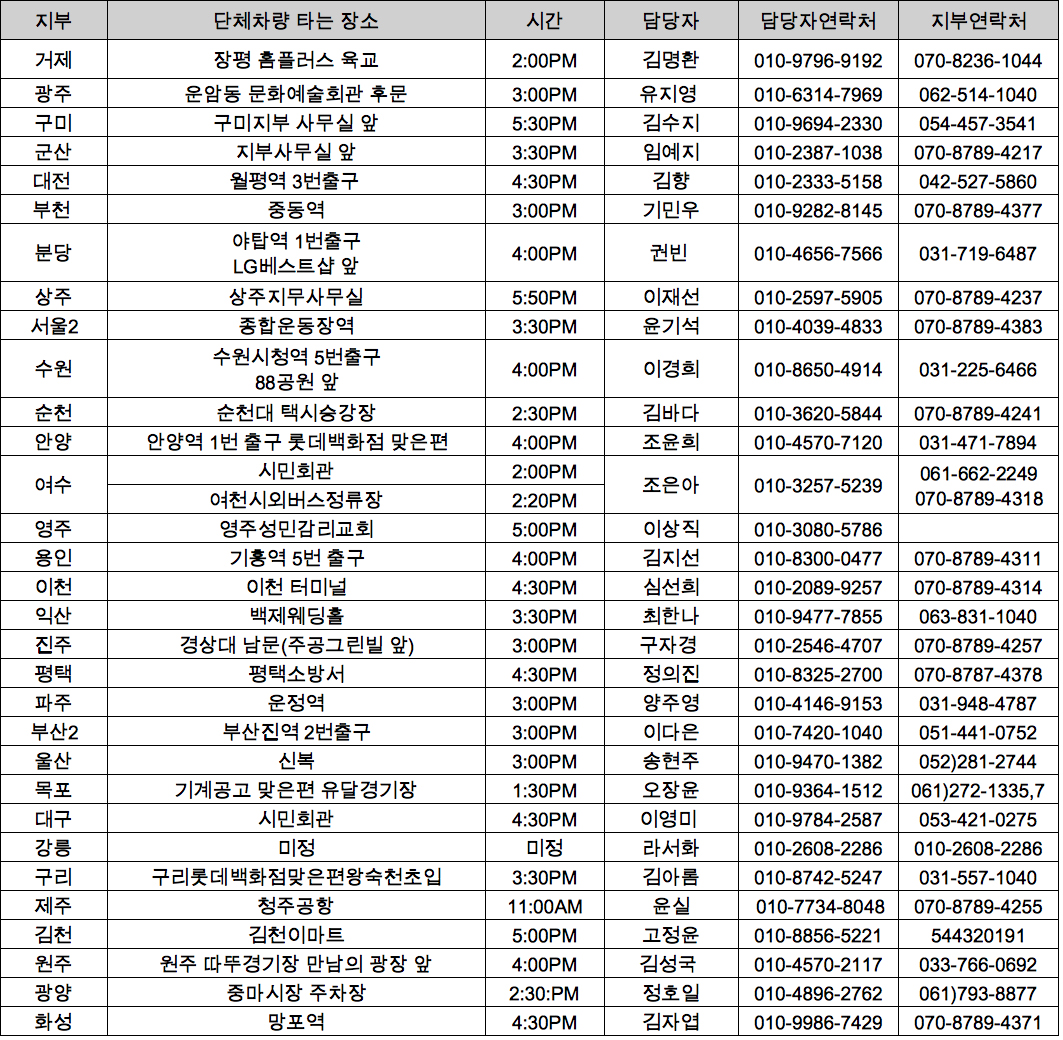 지부 단체차량 타는 장소 시간 담당자 담당자연락처 지부연락처
거제 장평 홈플러스 육교 2:00PM 김명환 010-9796-9192 070-8236-1044
광주 운암동 문화예술회관 후문 3:00PM 유지영 010-6314-7969 062-514-1040
구미 구미지부 사무실 앞 5:30PM 김수지 010-9694-2330 054-457-3541
군산 지부사무실 앞 3:30PM 임예지 010-2387-1038 070-8789-4217
대전 월평역 3번출구 4:30PM 김향 010-2333-5158 042-527-5860
부천 중동역 3:00PM 기민우 010-9282-8145 070-8789-4377
분당 야탑역 1번출구
LG베스트샵 앞 4:00PM 권빈 010-4656-7566 031-719-6487
상주 상주지무사무실 5:50PM 이재선 010-2597-5905 070-8789-4237
서울2 종합운동장역 3:30PM 윤기석 010-4039-4833 070-8789-4383
수원 수원시청역 5번출구
88공원 앞 4:00PM 이경희 010-8650-4914 031-225-6466
순천 순천대 택시승강장 2:30PM 김바다 010-3620-5844 070-8789-4241
안양 안양역 1번 출구 롯데백화점 맞은편 4:00PM 조윤희 010-4570-7120 031-471-7894
여수 시민회관 2:00PM 조은아 010-3257-5239 061-662-2249
여천시외버스정류장 2:20PM 070-8789-4318
영주 영주성민감리교회 5:00PM 이상직 010-3080-5786
용인 기흥역 5번 출구 4:00PM 김지선 010-8300-0477 070-8789-4311
이천 이천 터미널 4:30PM 심선희 010-2089-9257 070-8789-4314
익산 백제웨딩홀 3:30PM 최한나 010-9477-7855 063-831-1040
진주 경상대 남문(주공그린빌 앞) 3:00PM 구자경 010-2546-4707 070-8789-4257
평택 평택소방서 4:30PM 정의진 010-8325-2700 070-8787-4378
파주 운정역 3:00PM 양주영 010-4146-9153 031-948-4787
부산2 부산진역 2번출구 3:00PM 이다은 010-7420-1040 051-441-0752
울산 신복 3:00PM 송현주 010-9470-1382 052)281-2744
목포 기계공고 맞은편 유달경기장 1:30PM 오장윤 010-9364-1512 061)272-1335,7
대구 시민회관 4:30PM 이영미 010-9784-2587 053-421-0275
강릉 미정 미정 라서화 010-2608-2286 010-2608-2286
구리 구리롯데백화점맞은편왕숙천초입 3:30PM 김아롬 010-8742-5247 031-557-1040
제주 청주공항 11:00AM 윤실 010-7734-8048 070-8789-4255
김천 김천이마트 5:00PM 고정윤 010-8856-5221 544320191
원주 원주 따뚜경기장 만남의 광장 앞 4:00PM 김성국 010-4570-2117 033-766-0692
광양 중마시장 주차장 2:30:PM 정호일 010-4896-2762 061)793-8877
화성 망포역 4:30PM 김자엽 010-9986-7429 070-8789-4371